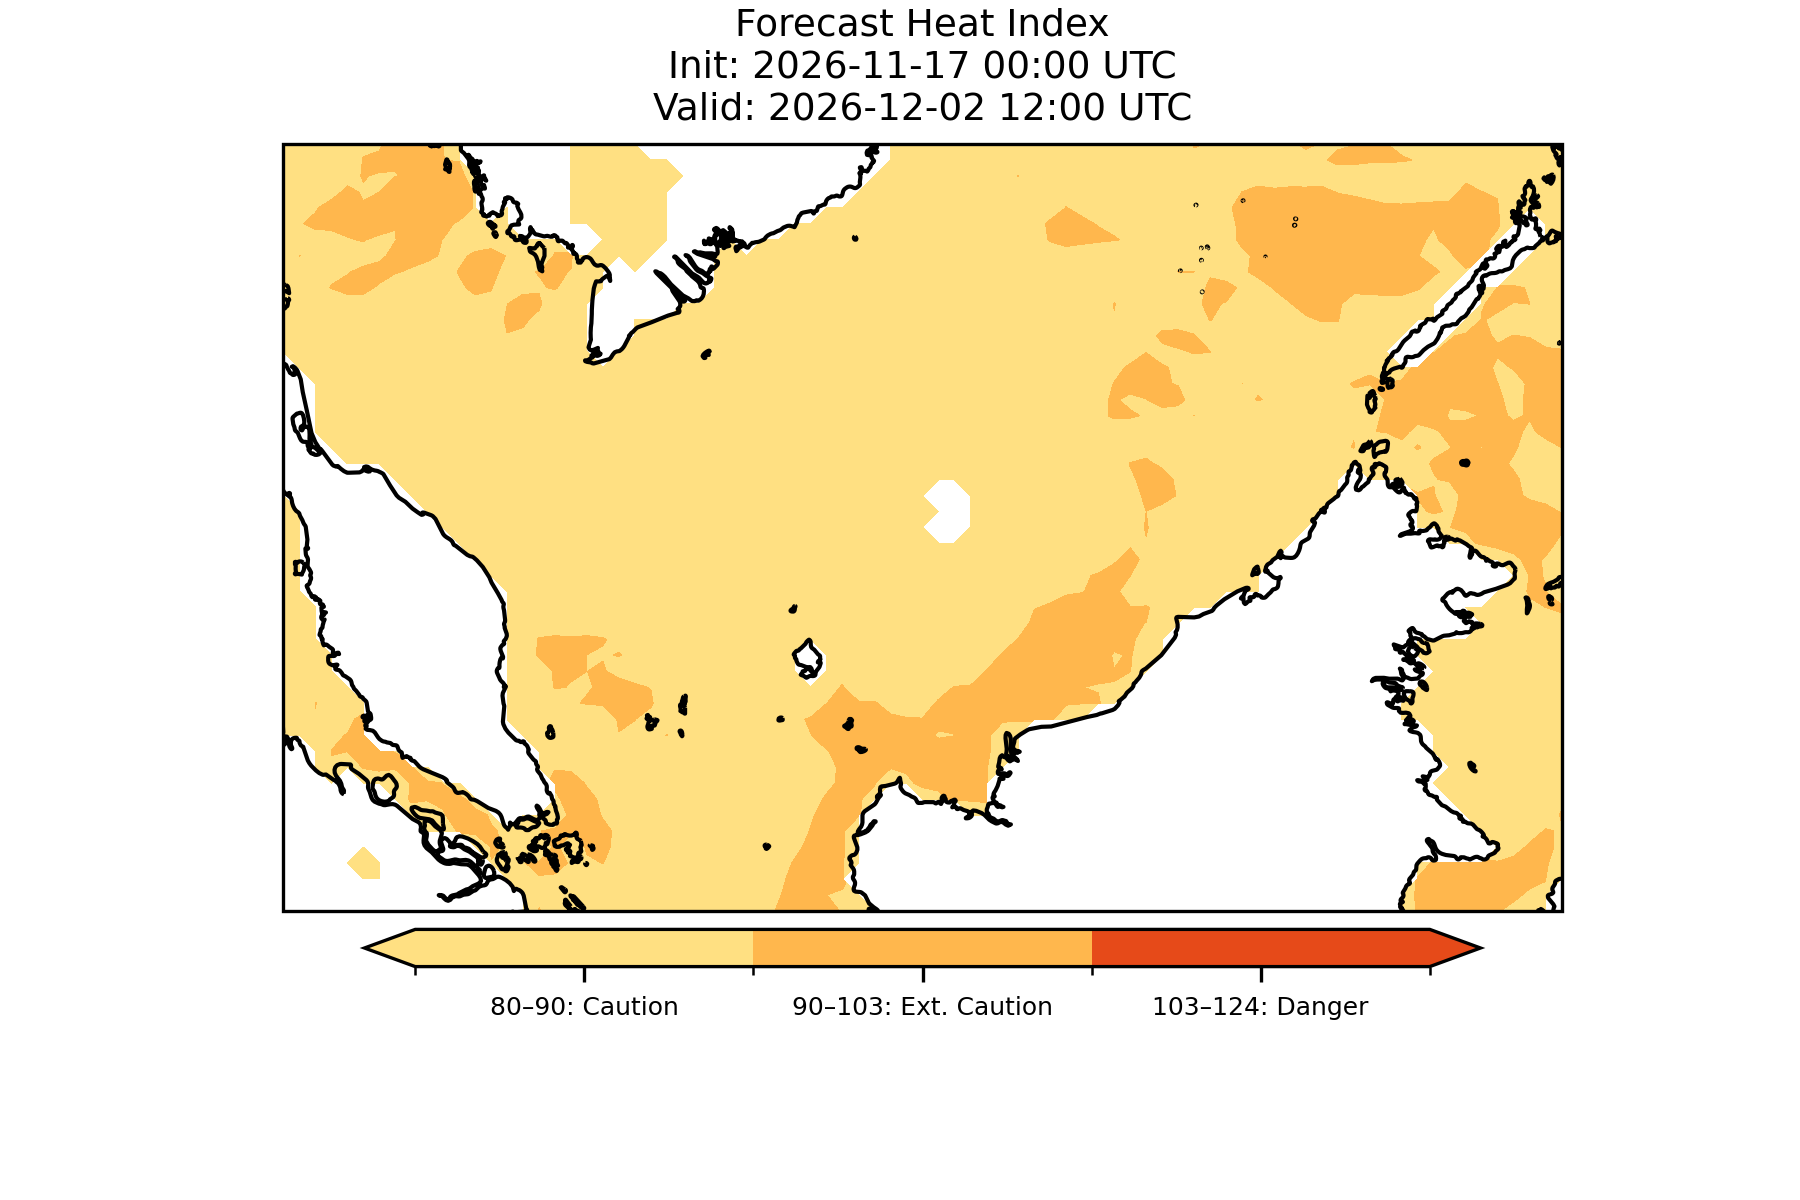 Forecast Heat Index
Init: 2026-11-17 00:00 UTC
Valid: 2026-12-02 12:00 UTC
80–90: Caution
90–103: Ext. Caution
103–124: Danger